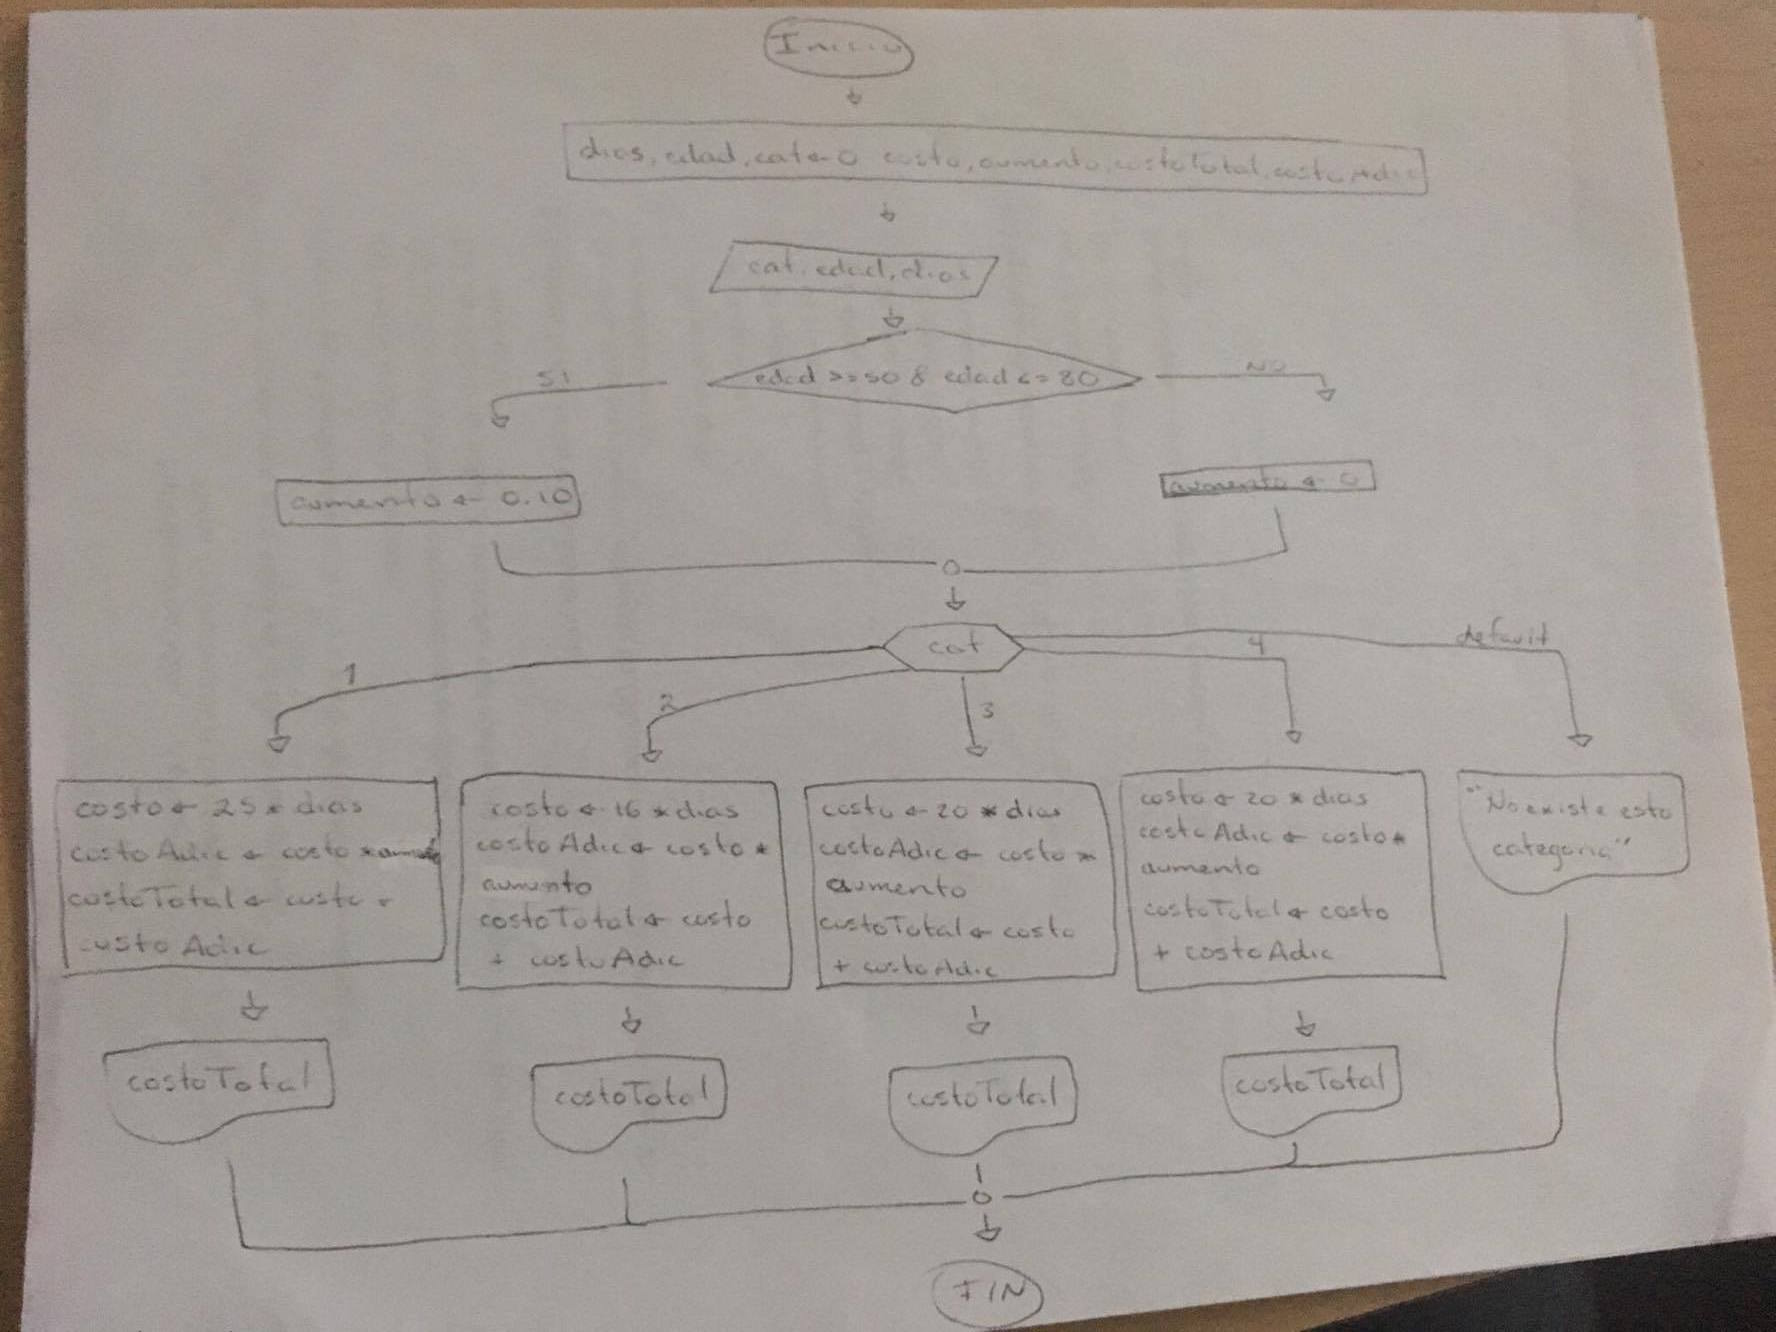 Inicio
dias, edad, cat ← 0 costo, aumento, costoTotal, costoAdic
cat, edad, dias
edad >= 50 & edad <= 80
SI
NO
aumento ← 0.10
aumento ← 0
cat
1
2
3
4
default
costo ← 25 * dias
costoAdic ← costo * aumento
costoTotal ← costo +
costoAdic
costo ← 16 * dias
costoAdic ← costo *
aumento
costoTotal ← costo
+ costoAdic
costo ← 20 * dias
costoAdic ← costo *
aumento
costoTotal ← costo
+ costoAdic
costo ← 20 * dias
costoAdic ← costo *
aumento
costoTotal ← costo
+ costoAdic
"No existe esta
categoria"
costoTotal
costoTotal
costoTotal
costoTotal
FIN